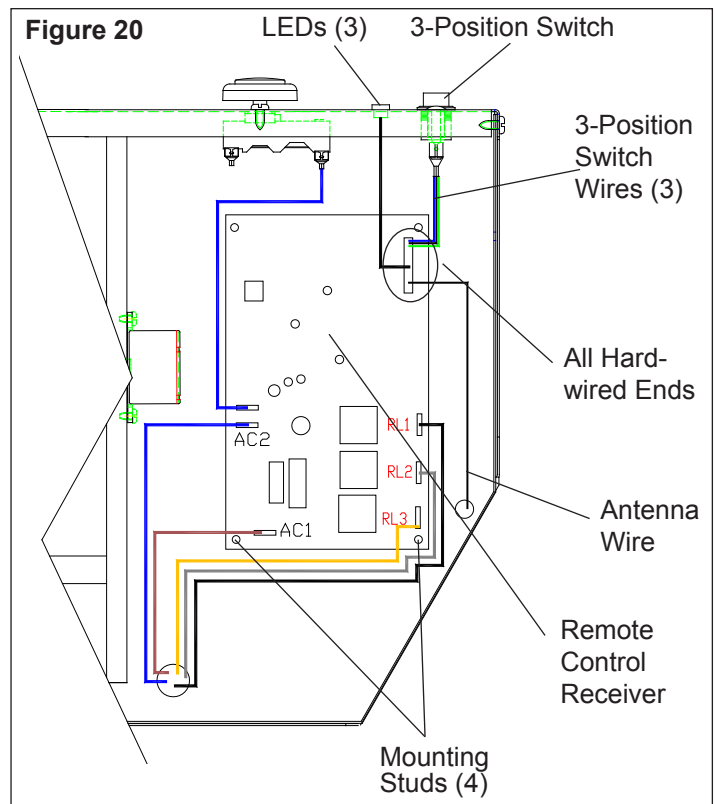 Figure 20
LEDs (3)
3-Position Switch
3-Position
Switch
Wires (3)
All Hard-
wired Ends
AC2
RL1
RL2
RL3
AC1
Antenna
Wire
Remote
Control
Receiver
Mounting
Studs (4)